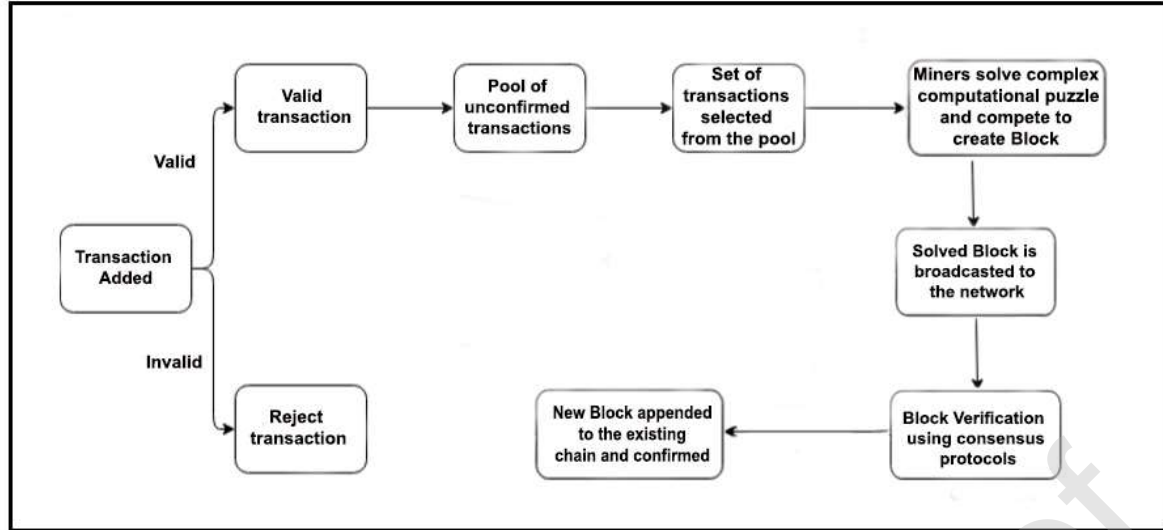 Valid
transaction
Pool of
unconfirmed
transactions
Set of
transactions
selected
from the pool
Miners solve complex
computational puzzle
and compete to
create Block
Valid
Transaction
Added
Solved Block is
broadcasted to
the network
Invalid
Reject
transaction
New Block appended
to the existing
chain and confirmed
Block Verification
using consensus
protocols